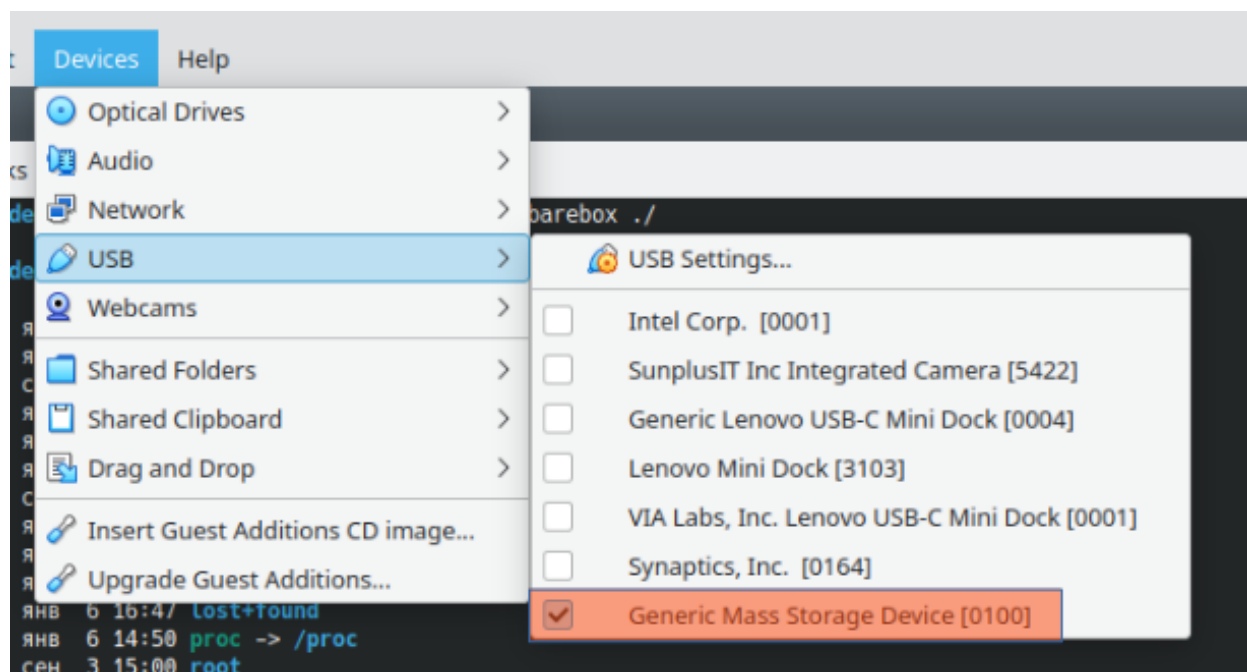 Devices Help
Optical Drives
Audio
Network
barebox ./
USB
USB Settings...
Webcams
Intel Corp. [0001]
Shared Folders
SunplusIT Inc Integrated Camera [5422]
Shared Clipboard
Generic Lenovo USB-C Mini Dock [0004]
Drag and Drop
Lenovo Mini Dock [3103]
Insert Guest Additions CD image...
VIA Labs, Inc. Lenovo USB-C Mini Dock [0001]
Upgrade Guest Additions...
Synaptics, Inc. [0164]
Generic Mass Storage Device [0100]
янв 6 16:47 lost+found
янв 6 14:50 proc -> /proc
сен 3 15:00 root